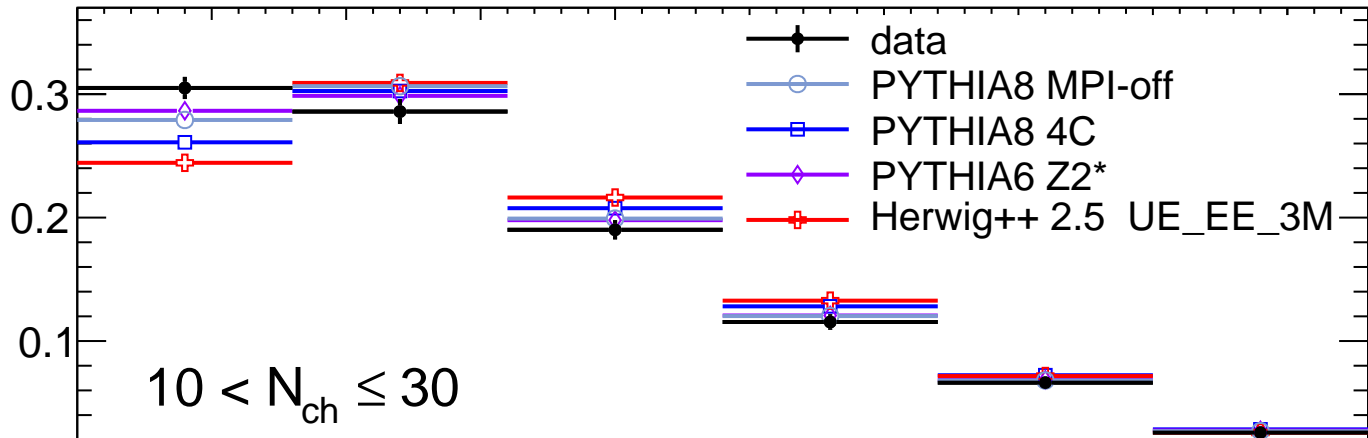 data
0.3
PYTHIA8 MPI-off
PYTHIA8 4C
PYTHIA6 Z2*
0.2
Herwig++ 2.5 UE_EE_3M
0.1
10 < N_ch ≤ 30